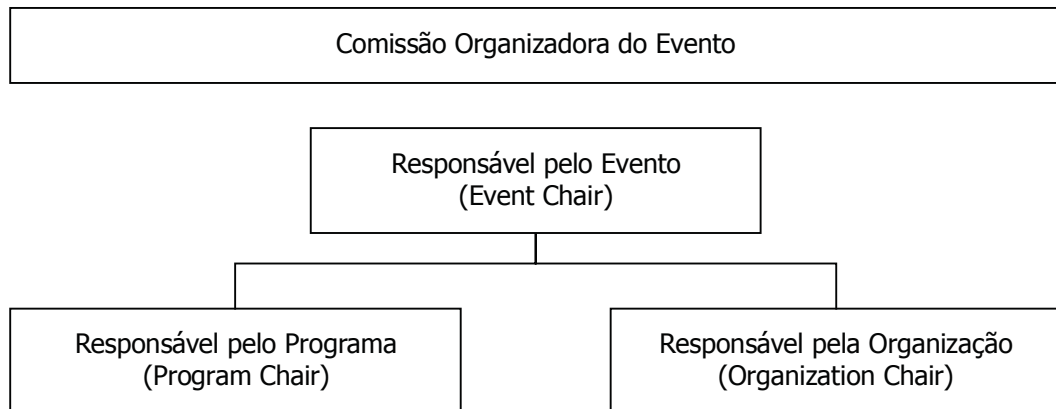 Comissão Organizadora do Evento
Responsável pelo Evento
(Event Chair)
Responsável pelo Programa
(Program Chair)
Responsável pela Organização
(Organization Chair)